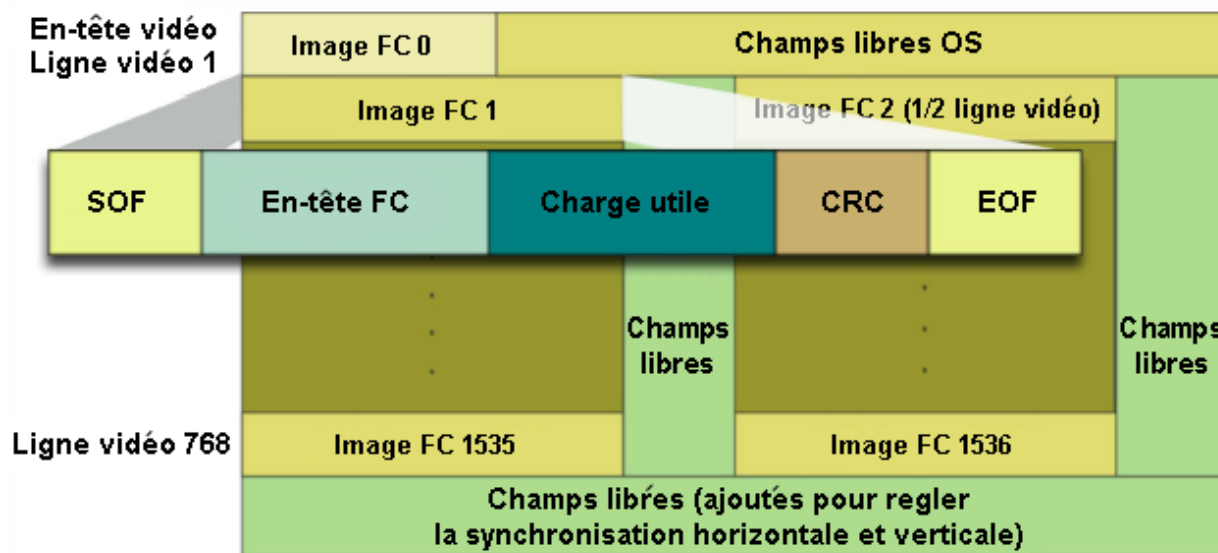 En-tête vidéo
Ligne vidéo 1
Image FC 0
Champs libres OS
Image FC 1
Image FC 2 (1/2 ligne vidéo)
SOF
En-tête FC
Charge utile
CRC
EOF
Champs
libres
Champs
libres
Ligne vidéo 768
Image FC 1535
Image FC 1536
Champs libres (ajoutés pour regler
la synchronisation horizontale et verticale)